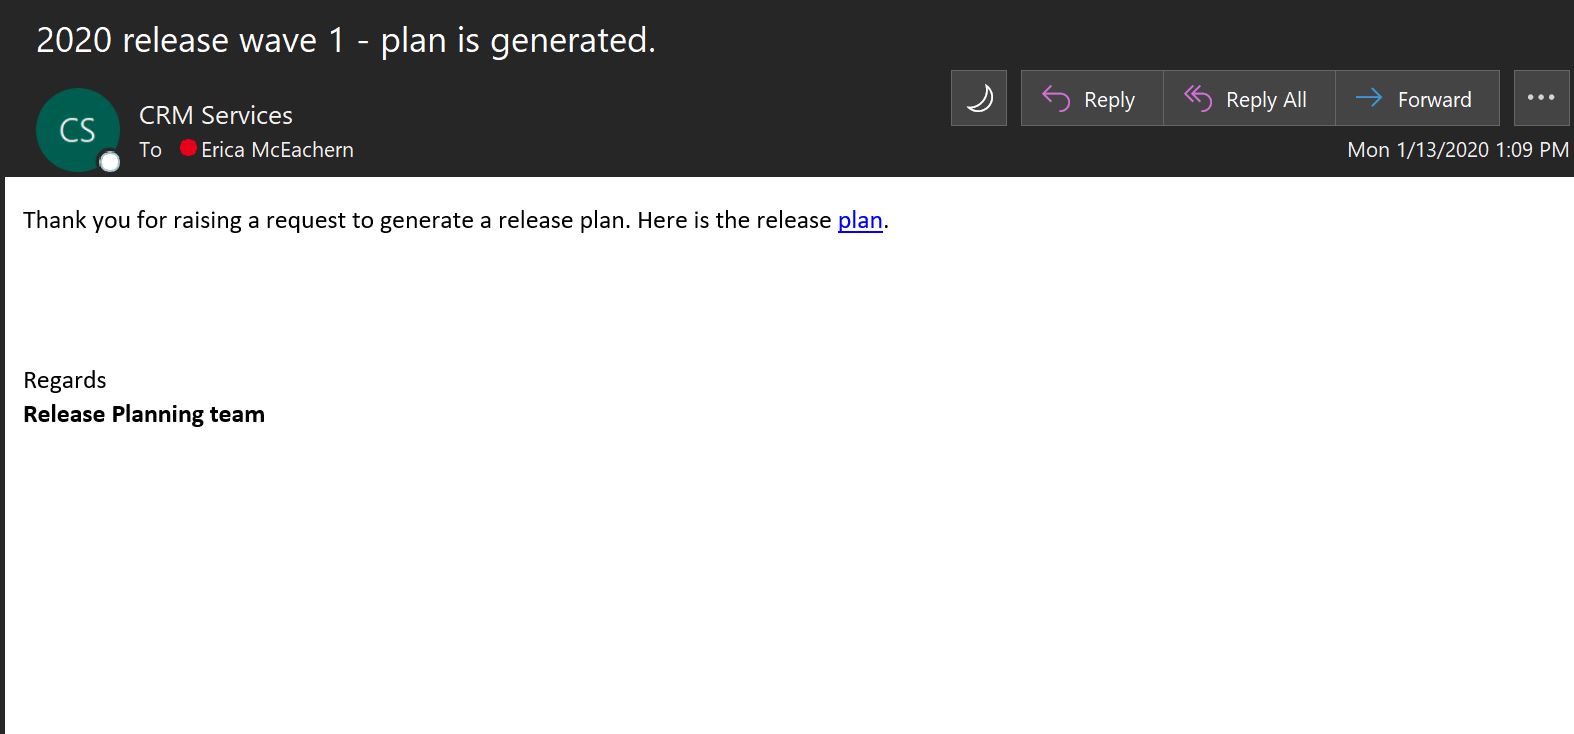 2020 release wave 1 - plan is generated.
CS
CRM Services
To Erica McEachern
Reply
Reply All
Forward
Mon 1/13/2020 1:09 PM
Thank you for raising a request to generate a release plan. Here is the release plan.
Regards
Release Planning team